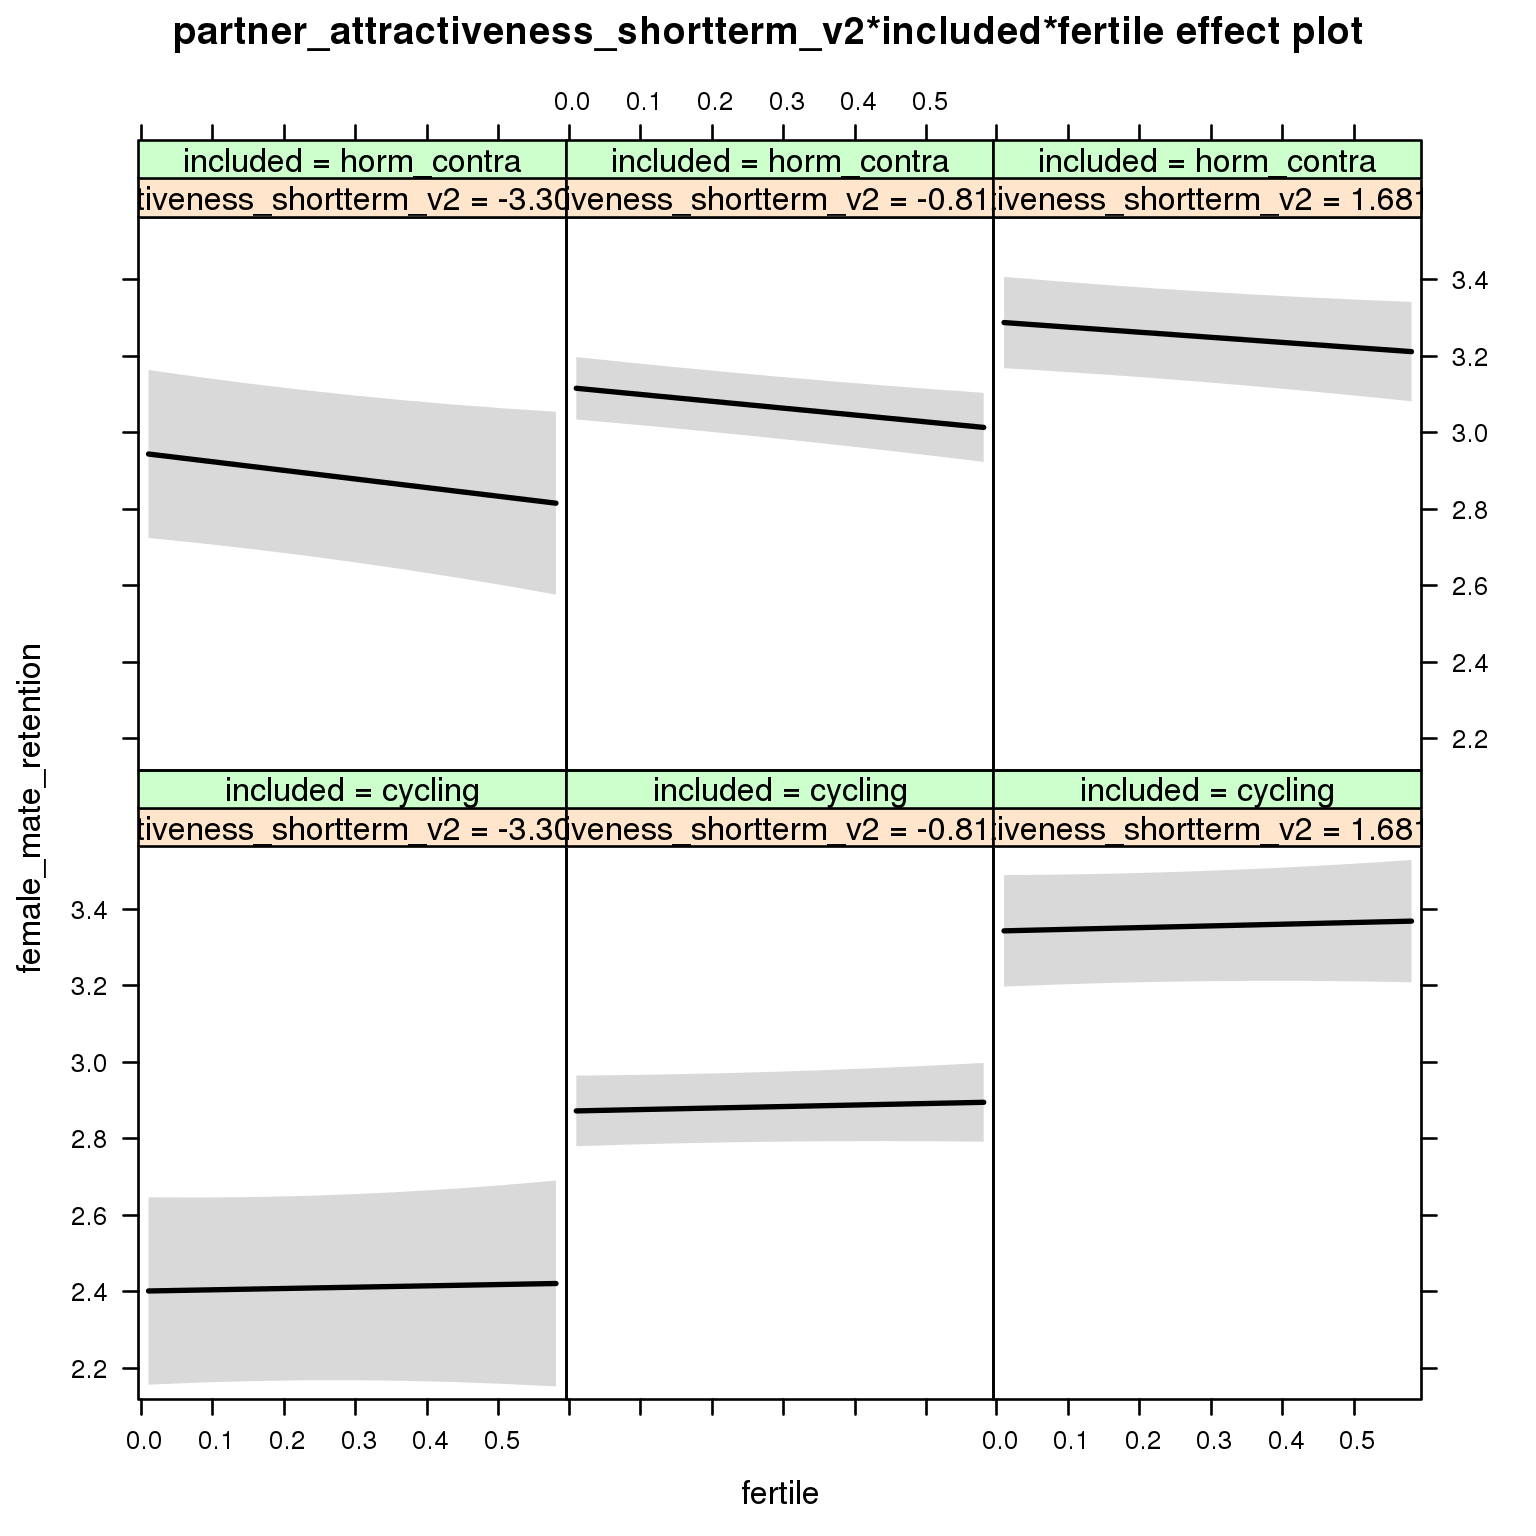 partner_attractiveness_shortterm_v2*included*fertile effect plot
0.0 0.1 0.2 0.3 0.4 0.5
included = horm_contra included = horm_contra included = horm_contra
tiveness_shortterm_v2 = -3.30 iveness_shortterm_v2 = -0.81 tiveness_shortterm_v2 = 1.681
3.4
3.2
3.0
2.8
2.6
2.4
2.2
female_mate_retention
included = cycling included = cycling included = cycling
tiveness_shortterm_v2 = -3.30 iveness_shortterm_v2 = -0.81 tiveness_shortterm_v2 = 1.681
3.4
3.2
3.0
2.8
2.6
2.4
2.2
0.0 0.1 0.2 0.3 0.4 0.5 0.0 0.1 0.2 0.3 0.4 0.5
fertile